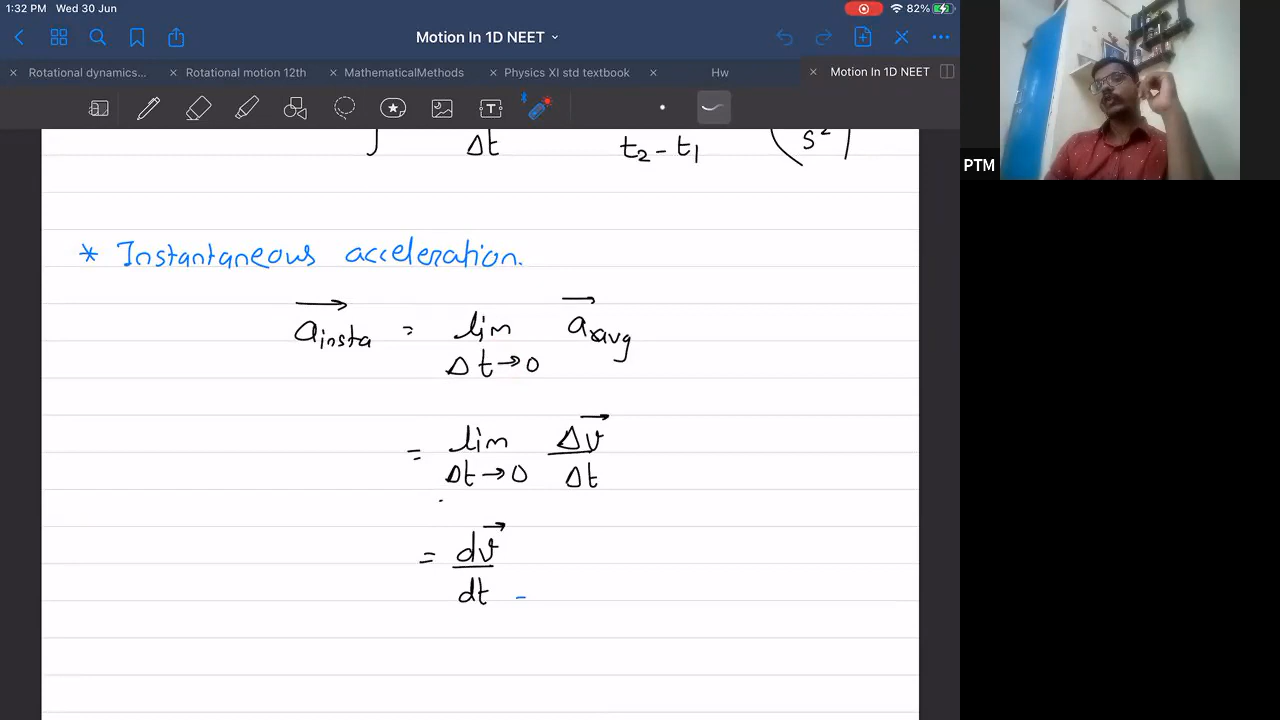 1:32 PM Wed 30 Jun
82%
Motion In 1D NEET
Rotational dynamics...
Rotational motion 12th
MathematicalMethods
Physics XI std textbook
Hw
Motion In 1D NEET
PTM
Δt t₂ - t₁ (s²)
* Instantaneous acceleration.
a⃗insta = lim a⃗avg
Δt→0
= lim Δv⃗
Δt→0 Δt
= dv⃗
dt